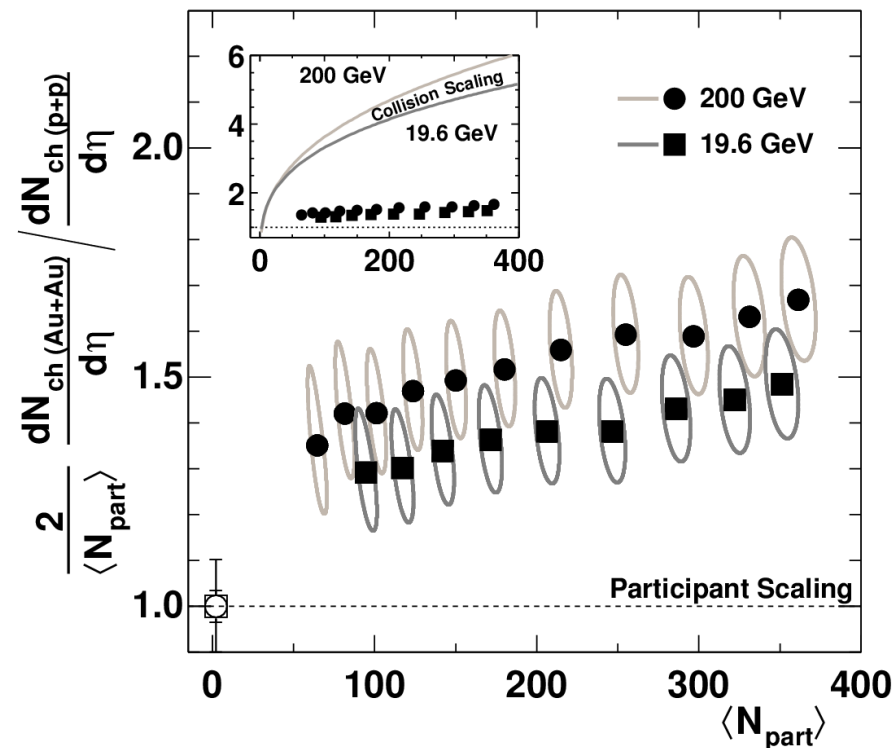 dN_ch (Au+Au) / dN_ch (p+p)
dη dη
2
⟨N_part⟩
2.0
1.5
1.0
6
4
2
0 200 400
200 GeV
Collision Scaling
19.6 GeV
200 GeV
19.6 GeV
Participant Scaling
0 100 200 300 400
⟨N_part⟩